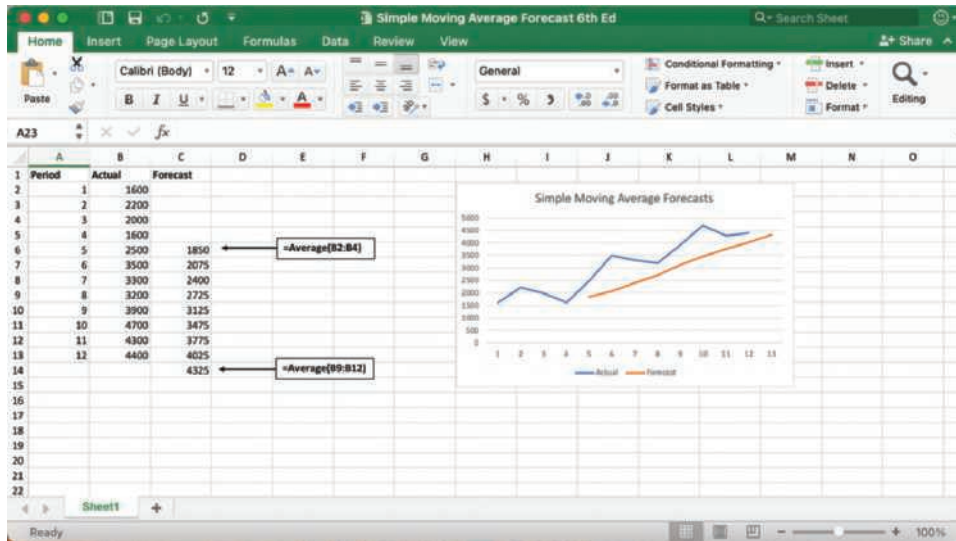 Simple Moving Average Forecast 6th Ed
Search Sheet
Home Insert Page Layout Formulas Data Review View Share
Paste Calibri (Body) 12 A A General Conditional Formatting Insert
Format as Table Delete
B I U A $ % Cell Styles Format Editing
A23 fx
A B C D E F G H I J K L M N O
1 Period Actual Forecast
2 1 1600
3 2 2200
4 3 2000
5 4 1600
6 5 2500 1850 =Average(B2:B4)
7 6 3500 2075
8 7 3300 2400
9 8 3200 2725
10 9 3900 3125
11 10 4700 3475
12 11 4300 3775
13 12 4400 4025
14 4325 =Average(B9:B12)
15
16
17
18
19
20
21
22
Simple Moving Average Forecasts
5000
4500
4000
3500
3000
2500
2000
1500
1000
500
0
1 2 3 4 5 6 7 8 9 10 11 12 13
Actual Forecast
Sheet1 +
Ready 100%